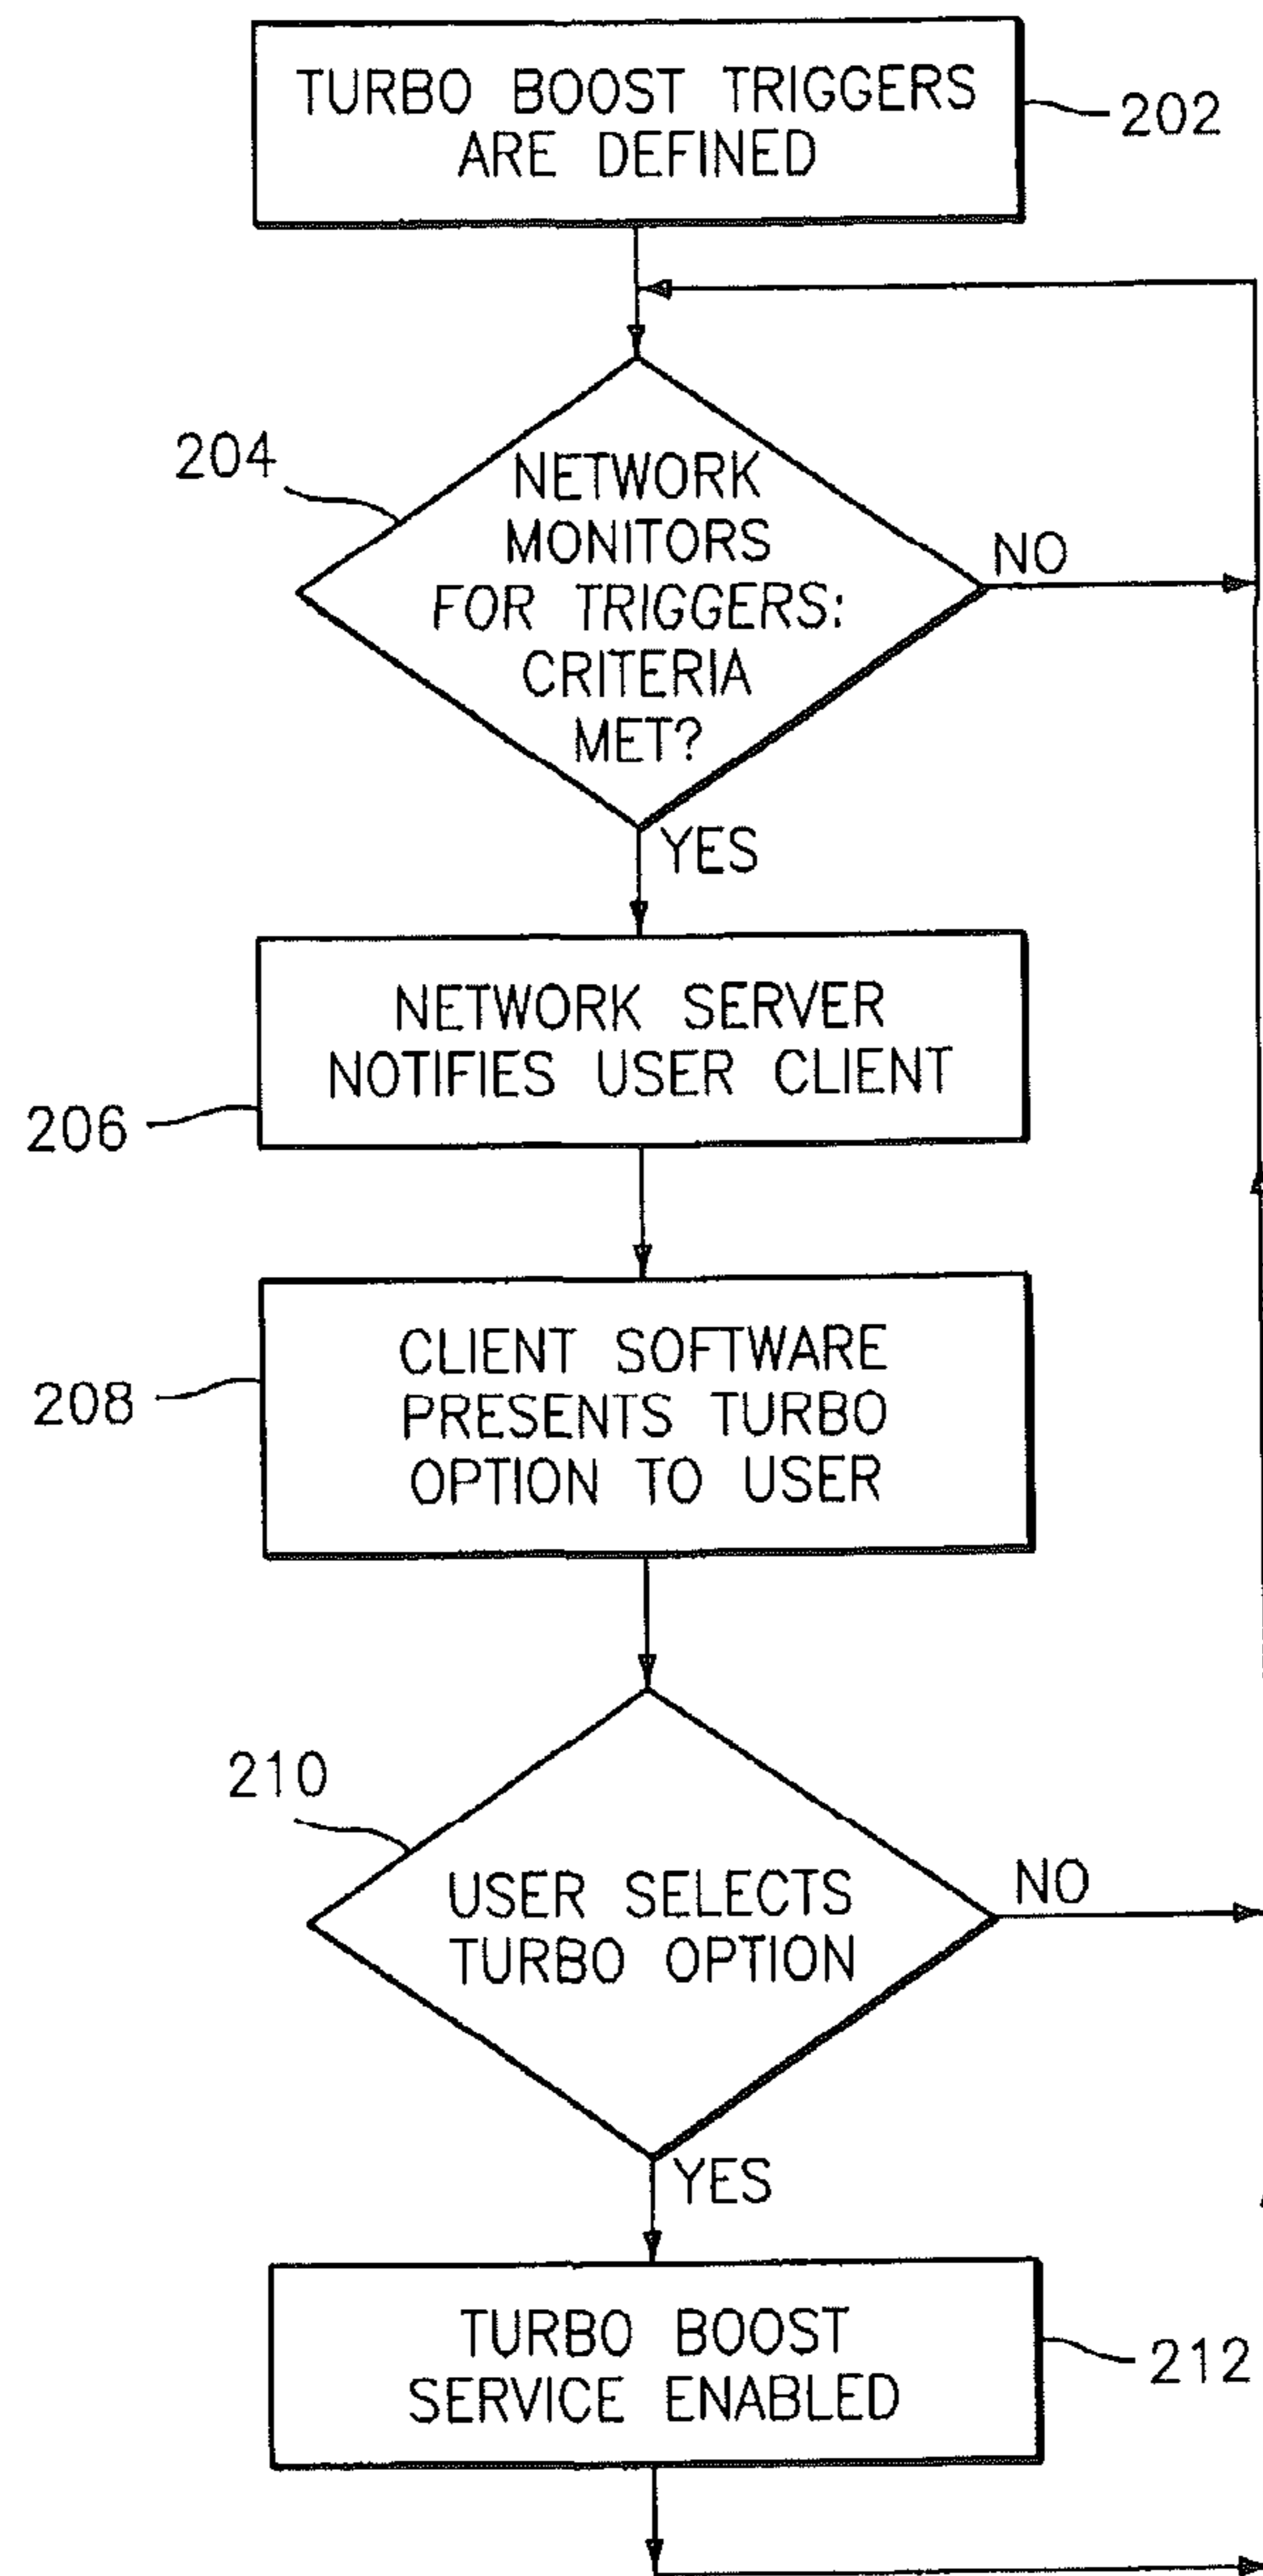 TURBO BOOST TRIGGERS
ARE DEFINED
202
204
NETWORK
MONITORS
FOR TRIGGERS:
CRITERIA
MET?
NO
YES
NETWORK SERVER
NOTIFIES USER CLIENT
206
CLIENT SOFTWARE
PRESENTS TURBO
OPTION TO USER
208
210
USER SELECTS
TURBO OPTION
NO
YES
TURBO BOOST
SERVICE ENABLED
212